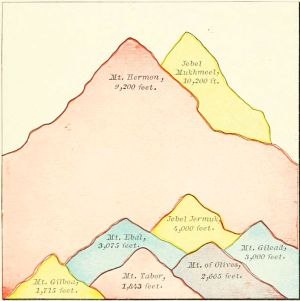 Jebel
Mukhmeel,
10,200 ft.
Mt. Hermon,
9,200 feet.
Jebel Jermuk,
4,000 feet.
Mt. Ebal,
3,075 feet.
Mt. Gilead,
3,000 feet.
Mt. of Olives,
2,665 feet.
Mt. Tabor,
1,843 feet.
Mt. Gilboa,
1,715 feet.